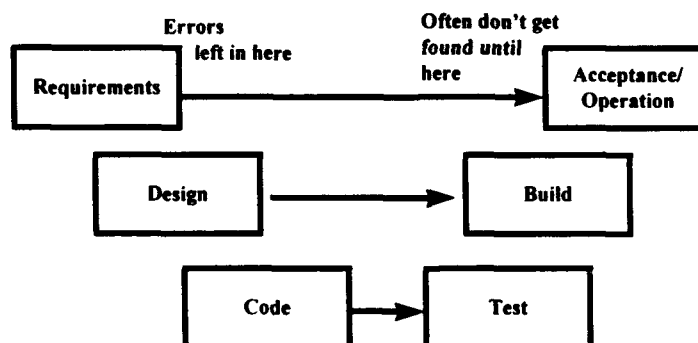 Errors
left in here
Often don't get
found until
here
Requirements
Acceptance/
Operation
Design
Build
Code
Test